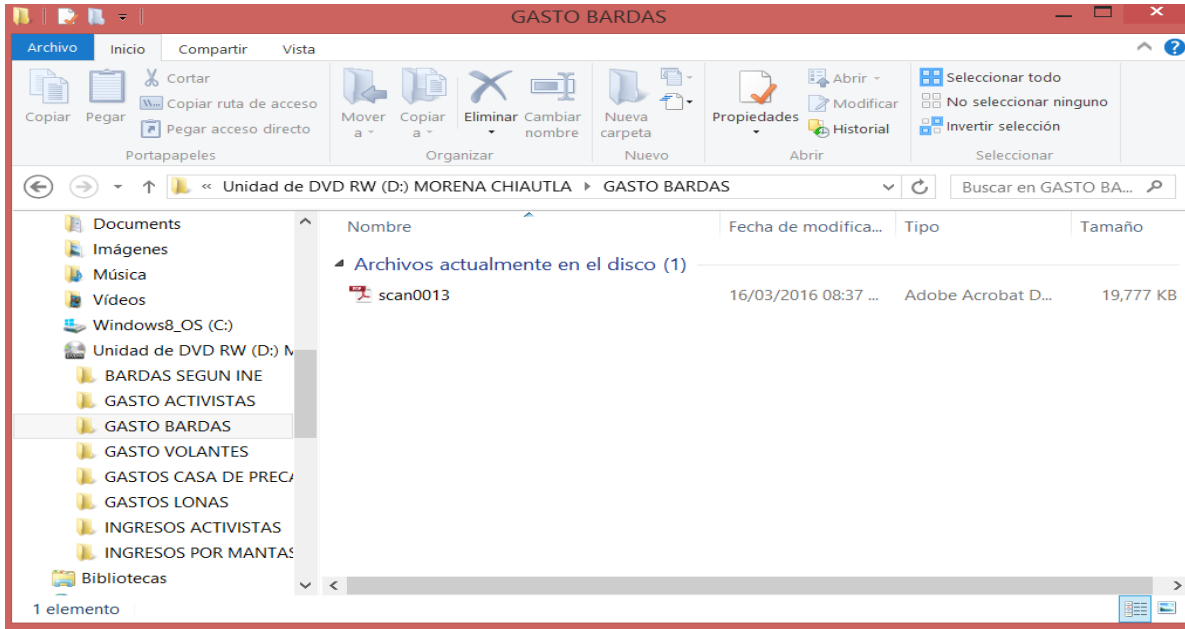 GASTO BARDAS
Archivo Inicio Compartir Vista
Copiar
Pegar
Cortar
Copiar ruta de acceso
Pegar acceso directo
Portapapeles
Mover a
Copiar a
Eliminar
Cambiar nombre
Organizar
Nueva carpeta
Nuevo
Propiedades
Abrir
Modificar
Historial
Abrir
Seleccionar todo
No seleccionar ninguno
Invertir selección
Seleccionar
« Unidad de DVD RW (D:) MORENA CHIAUTLA GASTO BARDAS
Buscar en GASTO BA...
Documents
Imágenes
Música
Vídeos
Windows8_OS (C:)
Unidad de DVD RW (D:) M
BARDAS SEGUN INE
GASTO ACTIVISTAS
GASTO BARDAS
GASTO VOLANTES
GASTOS CASA DE PRECA
GASTOS LONAS
INGRESOS ACTIVISTAS
INGRESOS POR MANTAS
Bibliotecas
Nombre Fecha de modifica... Tipo Tamaño
Archivos actualmente en el disco (1)
scan0013 16/03/2016 08:37 ... Adobe Acrobat D... 19,777 KB
1 elemento